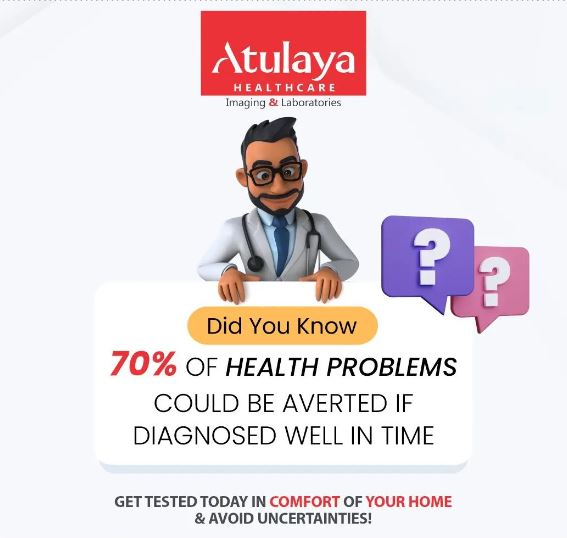 Atulaya
HEALTHCARE
Imaging & Laboratories
?
?
Did You Know
70% OF HEALTH PROBLEMS
COULD BE AVERTED IF
DIAGNOSED WELL IN TIME
GET TESTED TODAY IN COMFORT OF YOUR HOME
& AVOID UNCERTAINTIES!